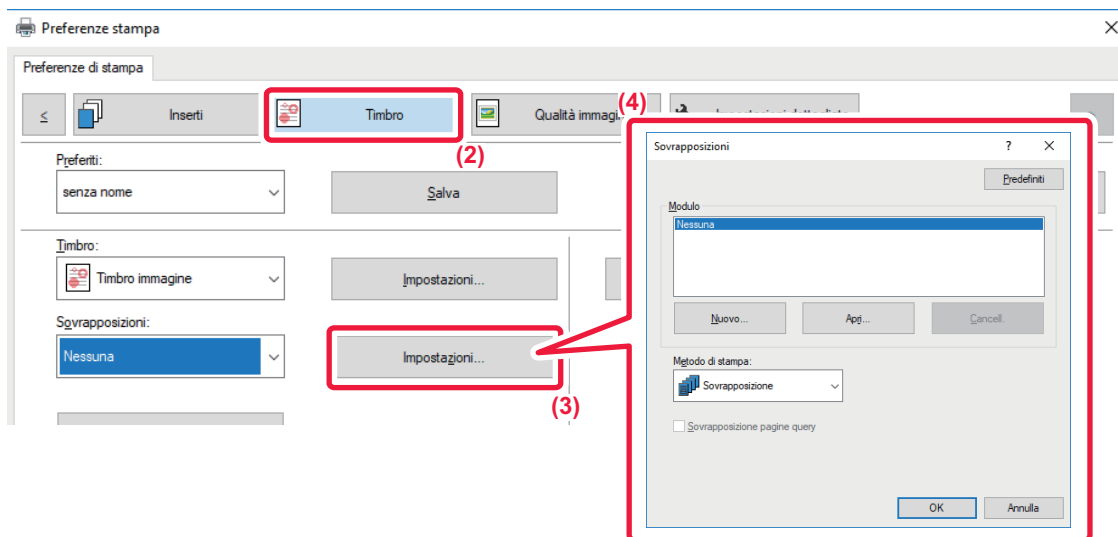 Preferenze stampa
Preferenze di stampa
<
Inserti
Timbro
Qualità
(4)
(2)
Preferiti:
senza nome
Salva
Timbro:
Timbro immagine
Impostazioni...
Sovrapposizioni:
Nessuna
Impostazioni...
(3)
Sovrapposizioni
?
Predefiniti
Modulo
Nessuna
Nuovo...
Apri...
Cancell.
Metodo di stampa:
Sovrapposizione
Sovrapposizione pagine query
OK
Annulla